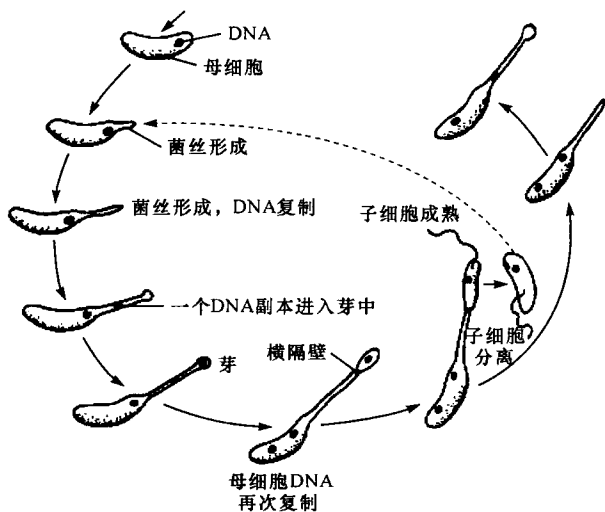 DNA
母细胞
菌丝形成
菌丝形成，DNA复制
一个DNA副本进入芽中
芽
横隔壁
母细胞DNA
再次复制
子细胞成熟
子细胞
分离